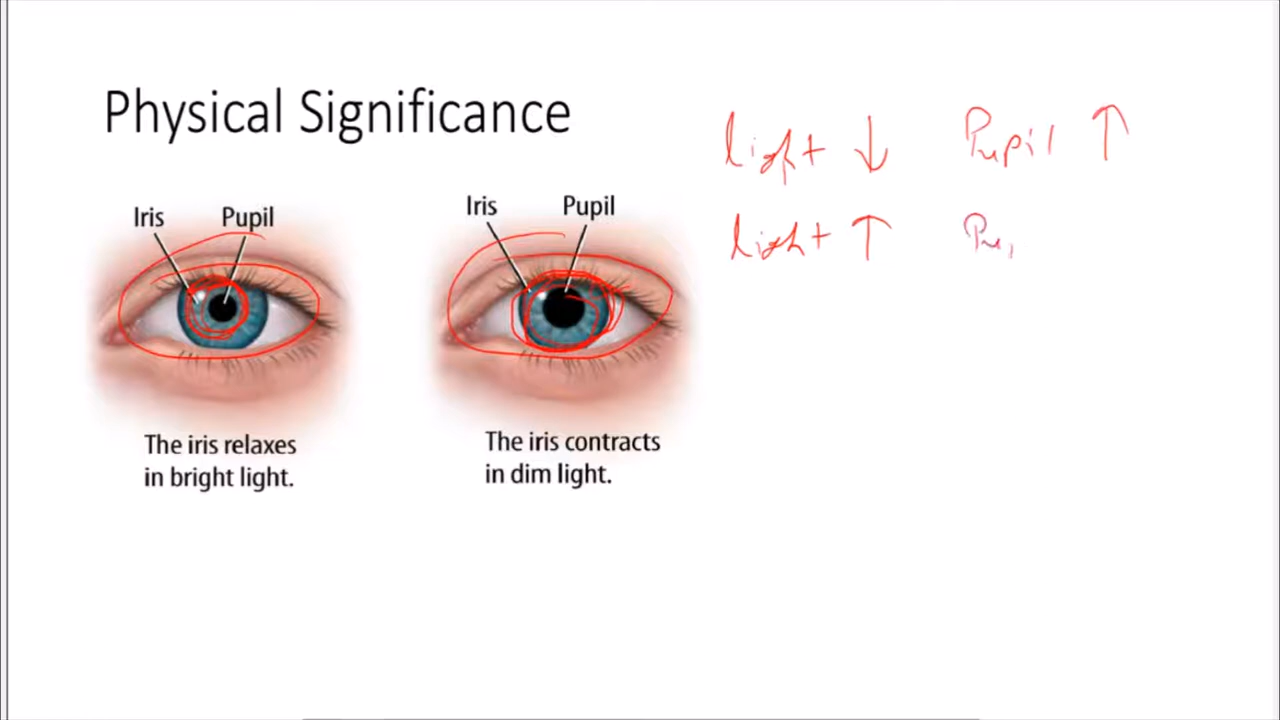 Physical Significance
light ↓ Pupil ↑
light ↑ Pu
Iris Pupil
Iris Pupil
The iris relaxes
in bright light.
The iris contracts
in dim light.